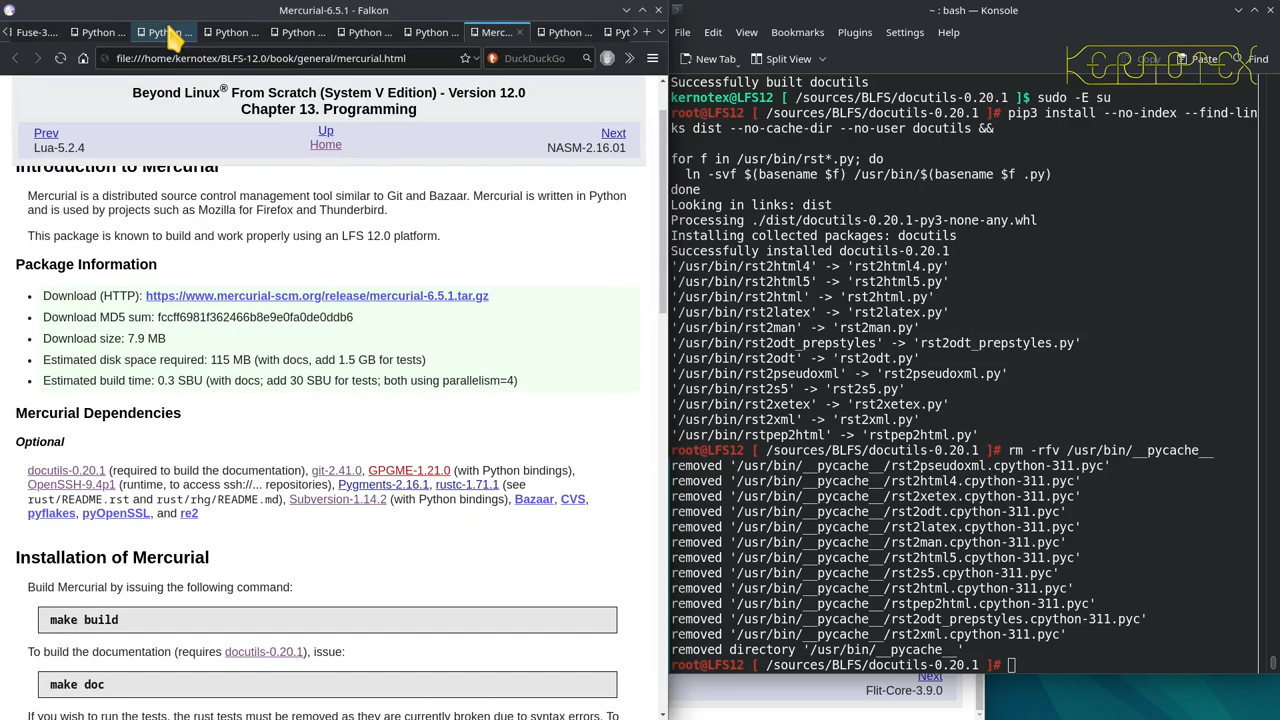 Mercurial-6.5.1 - Falkon
Fuse-3....
Python ...
Python ...
Python ...
Python ...
Python ...
Python ...
Merc...
Python ...
Pyt
file:///home/kernotex/BLFS-12.0/book/general/mercurial.html
DuckDuckGo
Beyond Linux® From Scratch (System V Edition) - Version 12.0
Chapter 13. Programming
Prev
Up
Next
Lua-5.2.4
Home
NASM-2.16.01
Introduction to Mercurial
Mercurial is a distributed source control management tool similar to Git and Bazaar. Mercurial is written in Python
and is used by projects such as Mozilla for Firefox and Thunderbird.
This package is known to build and work properly using an LFS 12.0 platform.
Package Information
• Download (HTTP): https://www.mercurial-scm.org/release/mercurial-6.5.1.tar.gz
• Download MD5 sum: fccff6981f362466b8e9e0fa0de0ddb6
• Download size: 7.9 MB
• Estimated disk space required: 115 MB (with docs, add 1.5 GB for tests)
• Estimated build time: 0.3 SBU (with docs; add 30 SBU for tests; both using parallelism=4)
Mercurial Dependencies
Optional
docutils-0.20.1 (required to build the documentation), git-2.41.0, GPGME-1.21.0 (with Python bindings),
OpenSSH-9.4p1 (runtime, to access ssh://... repositories), Pygments-2.16.1, rustc-1.71.1 (see
rust/README.rst and rust/rhg/README.md), Subversion-1.14.2 (with Python bindings), Bazaar, CVS,
pyflakes, pyOpenSSL, and re2
Installation of Mercurial
Build Mercurial by issuing the following command:
make build
To build the documentation (requires docutils-0.20.1), issue:
make doc
If you wish to run the tests, the rust tests must be removed as they are currently broken due to syntax errors. To
~ : bash — Konsole
File Edit View Bookmarks Plugins Settings Help
New Tab Split View Copy Paste Find
KERNOTEX
Successfully built docutils
kernotex@LFS12 [ /sources/BLFS/docutils-0.20.1 ]$ sudo -E su
root@LFS12 [ /sources/BLFS/docutils-0.20.1 ]# pip3 install --no-index --find-lin
ks dist --no-cache-dir --no-user docutils &&
for f in /usr/bin/rst*.py; do
ln -svf $(basename $f) /usr/bin/$(basename $f .py)
done
Looking in links: dist
Processing ./dist/docutils-0.20.1-py3-none-any.whl
Installing collected packages: docutils
Successfully installed docutils-0.20.1
'/usr/bin/rst2html4' -> 'rst2html4.py'
'/usr/bin/rst2html5' -> 'rst2html5.py'
'/usr/bin/rst2html' -> 'rst2html.py'
'/usr/bin/rst2latex' -> 'rst2latex.py'
'/usr/bin/rst2man' -> 'rst2man.py'
'/usr/bin/rst2odt_prepstyles' -> 'rst2odt_prepstyles.py'
'/usr/bin/rst2odt' -> 'rst2odt.py'
'/usr/bin/rst2pseudoxml' -> 'rst2pseudoxml.py'
'/usr/bin/rst2s5' -> 'rst2s5.py'
'/usr/bin/rst2xetex' -> 'rst2xetex.py'
'/usr/bin/rst2xml' -> 'rst2xml.py'
'/usr/bin/rstpep2html' -> 'rstpep2html.py'
root@LFS12 [ /sources/BLFS/docutils-0.20.1 ]# rm -rfv /usr/bin/__pycache__
removed '/usr/bin/__pycache__/rst2pseudoxml.cpython-311.pyc'
removed '/usr/bin/__pycache__/rst2html4.cpython-311.pyc'
removed '/usr/bin/__pycache__/rst2xetex.cpython-311.pyc'
removed '/usr/bin/__pycache__/rst2odt.cpython-311.pyc'
removed '/usr/bin/__pycache__/rst2latex.cpython-311.pyc'
removed '/usr/bin/__pycache__/rst2man.cpython-311.pyc'
removed '/usr/bin/__pycache__/rst2html5.cpython-311.pyc'
removed '/usr/bin/__pycache__/rst2s5.cpython-311.pyc'
removed '/usr/bin/__pycache__/rst2html.cpython-311.pyc'
removed '/usr/bin/__pycache__/rstpep2html.cpython-311.pyc'
removed '/usr/bin/__pycache__/rst2odt_prepstyles.cpython-311.pyc'
removed '/usr/bin/__pycache__/rst2xml.cpython-311.pyc'
removed directory '/usr/bin/__pycache__'
root@LFS12 [ /sources/BLFS/docutils-0.20.1 ]#
Next
Flit-Core-3.9.0